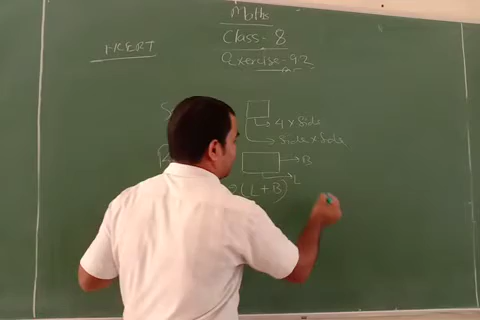 Maths
Class- 8
NCERT
Exercise-9.2
S
4 × Side
Side × Side
R
B
L
2(L+B)